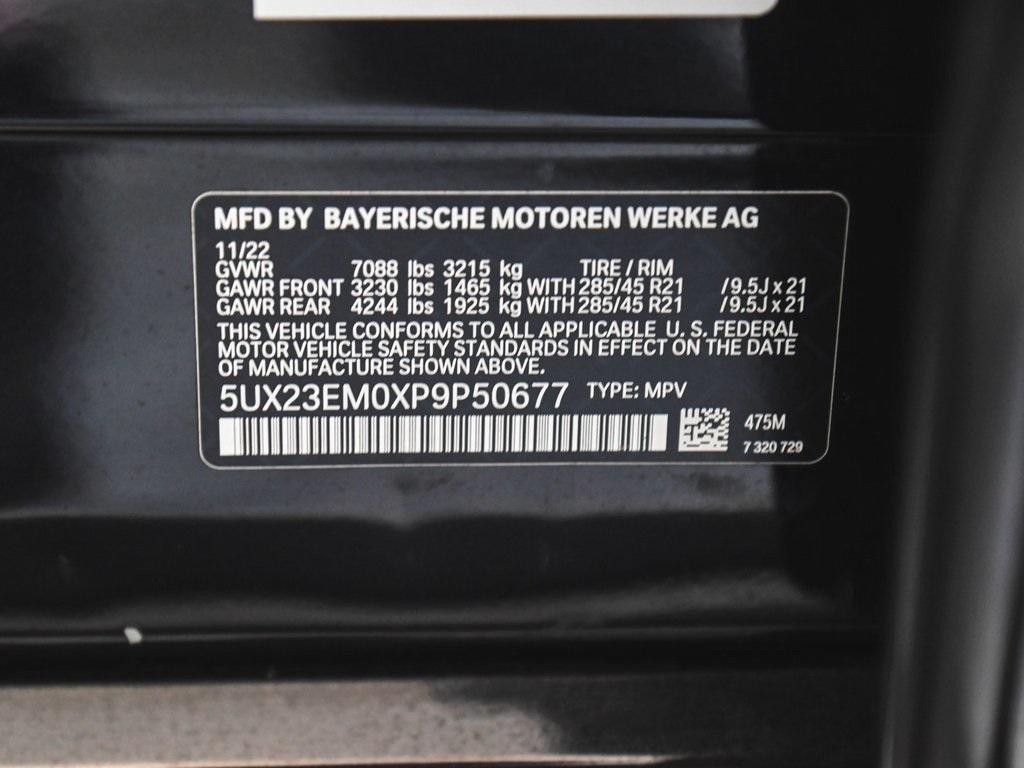 MFD BY BAYERISCHE MOTOREN WERKE AG
11/22
GVWR 7088 lbs 3215 kg TIRE / RIM
GAWR FRONT 3230 lbs 1465 kg WITH 285/45 R21 /9.5J x 21
GAWR REAR 4244 lbs 1925 kg WITH 285/45 R21 /9.5J x 21
THIS VEHICLE CONFORMS TO ALL APPLICABLE U. S. FEDERAL
MOTOR VEHICLE SAFETY STANDARDS IN EFFECT ON THE DATE
OF MANUFACTURE SHOWN ABOVE.
5UX23EM0XP9P50677 TYPE: MPV
475M
7 320 729